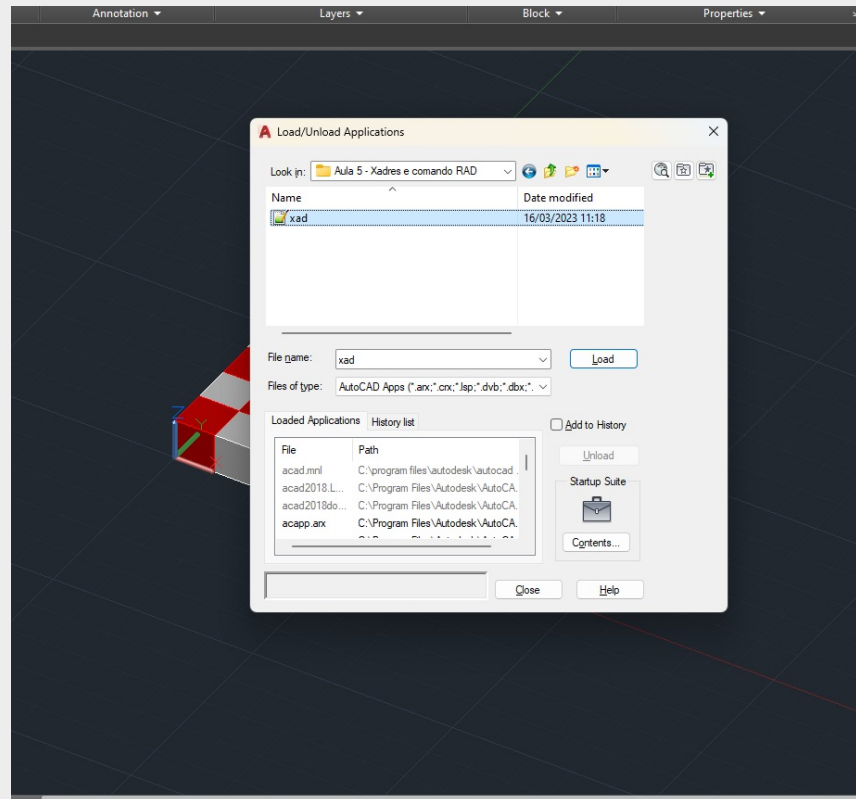 Annotation Layers Block Properties
Load/Unload Applications
Look in: Aula 5 - Xadres e comando RAD
Name Date modified
xad 16/03/2023 11:18
File name: xad Load
Files of type: AutoCAD Apps (*.arx;*.crx;*.lsp;*.dvb;*.dbx;*.
Loaded Applications History list Add to History
File Path Unload
acad.mnl C:\program files\autodesk\autocad
Startup Suite
acad2018.L... C:\Program Files\Autodesk\AutoCA.
acad2018do... C:\Program Files\Autodesk\AutoCA.
acapp.arx C:\Program Files\Autodesk\AutoCA.
Contents...
Close Help
Z
Y
X